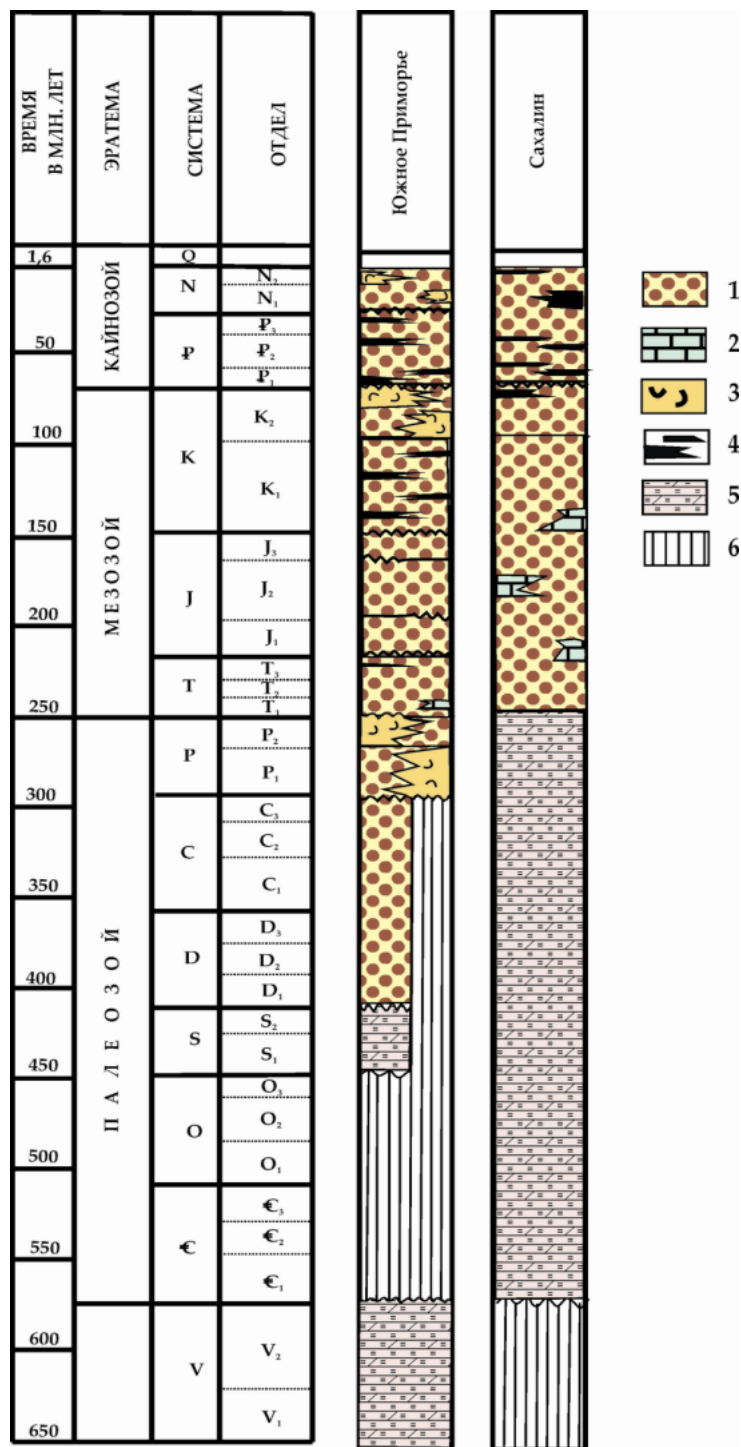 ВРЕМЯ
В МЛН. ЛЕТ
ЭРАТЕМА
СИСТЕМА
ОТДЕЛ
Южное Приморье
Сахалин
1,6
50
100
150
200
250
300
350
400
450
500
550
600
650
КАЙНОЗОЙ
МЕЗОЗОЙ
ПАЛЕОЗОЙ
Q
N
₽
K
J
T
P
C
D
S
O
Є
V
N₂
N₁
₽₃
₽₂
₽₁
K₂
K₁
J₃
J₂
J₁
T₃
T₂
T₁
P₂
P₁
C₃
C₂
C₁
D₃
D₂
D₁
S₂
S₁
O₃
O₂
O₁
Є₃
Є₂
Є₁
V₂
V₁
1
2
3
4
5
6